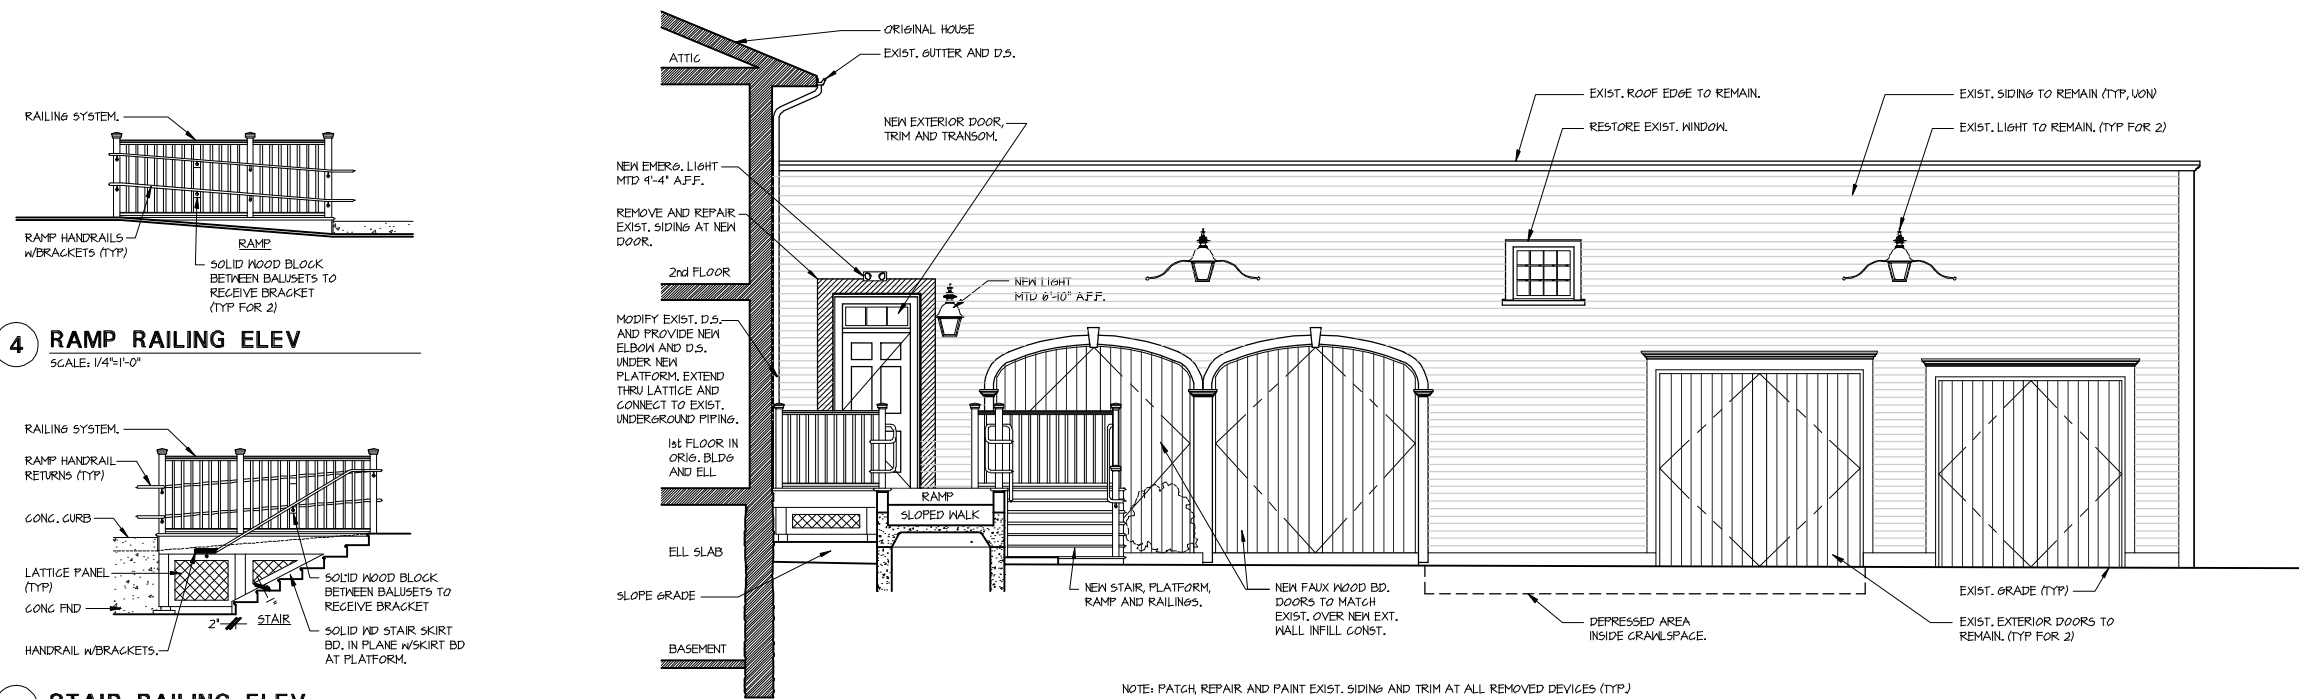 RAILING SYSTEM.
RAMP HANDRAILS
W/BRACKETS (TYP)
RAMP
SOLID WOOD BLOCK
BETWEEN BALUSETS TO
RECEIVE BRACKET
(TYP FOR 2)
4
RAMP RAILING ELEV
SCALE: 1/4"=1'-0"
RAILING SYSTEM.
RAMP HANDRAIL
RETURNS (TYP)
CONC. CURB
LATTICE PANEL
(TYP)
CONC FND
2"
STAIR
HANDRAIL W/BRACKETS.
SOLID WOOD BLOCK
BETWEEN BALUSETS TO
RECEIVE BRACKET
SOLID WD STAIR SKIRT
BD. IN PLANE W/SKIRT BD
AT PLATFORM.
STAIR RAILING ELEV
ATTIC
ORIGINAL HOUSE
EXIST. GUTTER AND D.S.
NEW EXTERIOR DOOR,
TRIM AND TRANSOM.
NEW EMERG. LIGHT
MTD 9'-4" A.F.F.
REMOVE AND REPAIR
EXIST. SIDING AT NEW
DOOR.
2nd FLOOR
NEW LIGHT
MTD 6'-10" A.F.F.
MODIFY EXIST. D.S.
AND PROVIDE NEW
ELBOW AND D.S.
UNDER NEW
PLATFORM. EXTEND
THRU LATTICE AND
CONNECT TO EXIST.
UNDERGROUND PIPING.
1st FLOOR IN
ORIG. BLDG
AND ELL
RAMP
SLOPED WALK
ELL SLAB
SLOPE GRADE
BASEMENT
EXIST. ROOF EDGE TO REMAIN.
RESTORE EXIST. WINDOW.
EXIST. SIDING TO REMAIN (TYP, UON)
EXIST. LIGHT TO REMAIN. (TYP FOR 2)
NEW STAIR, PLATFORM,
RAMP AND RAILINGS.
NEW FAUX WOOD BD.
DOORS TO MATCH
EXIST. OVER NEW EXT.
WALL INFILL CONST.
DEPRESSED AREA
INSIDE CRAWLSPACE.
EXIST. GRADE (TYP)
EXIST. EXTERIOR DOORS TO
REMAIN. (TYP FOR 2)
NOTE: PATCH, REPAIR AND PAINT EXIST. SIDING AND TRIM AT ALL REMOVED DEVICES (TYP.)